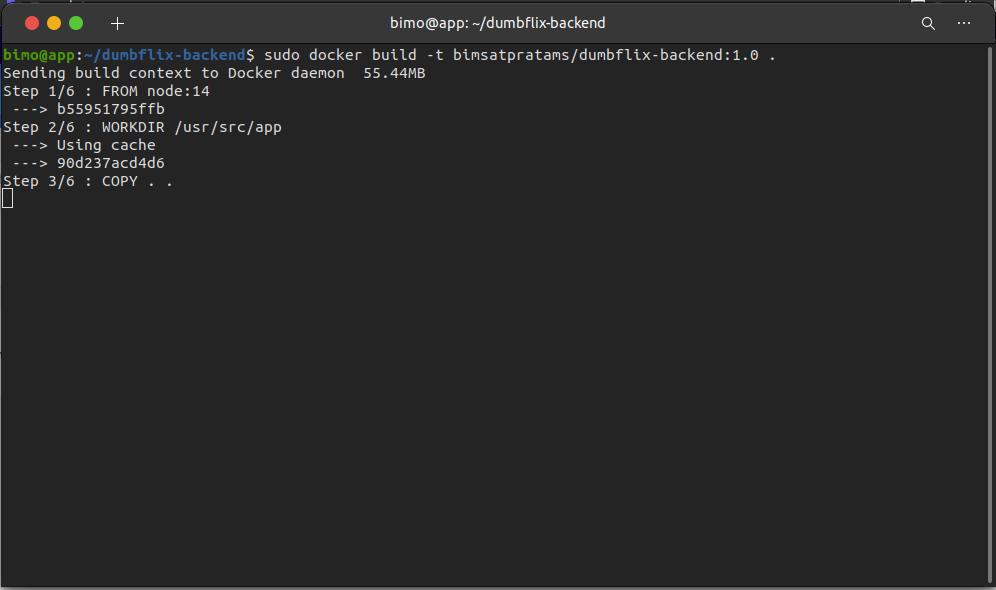 bimo@app: ~/dumbflix-backend
bimo@app:~/dumbflix-backend$ sudo docker build -t bimsatpratams/dumbflix-backend:1.0 .
Sending build context to Docker daemon  55.44MB
Step 1/6 : FROM node:14
 ---> b55951795ffb
Step 2/6 : WORKDIR /usr/src/app
 ---> Using cache
 ---> 90d237acd4d6
Step 3/6 : COPY . .